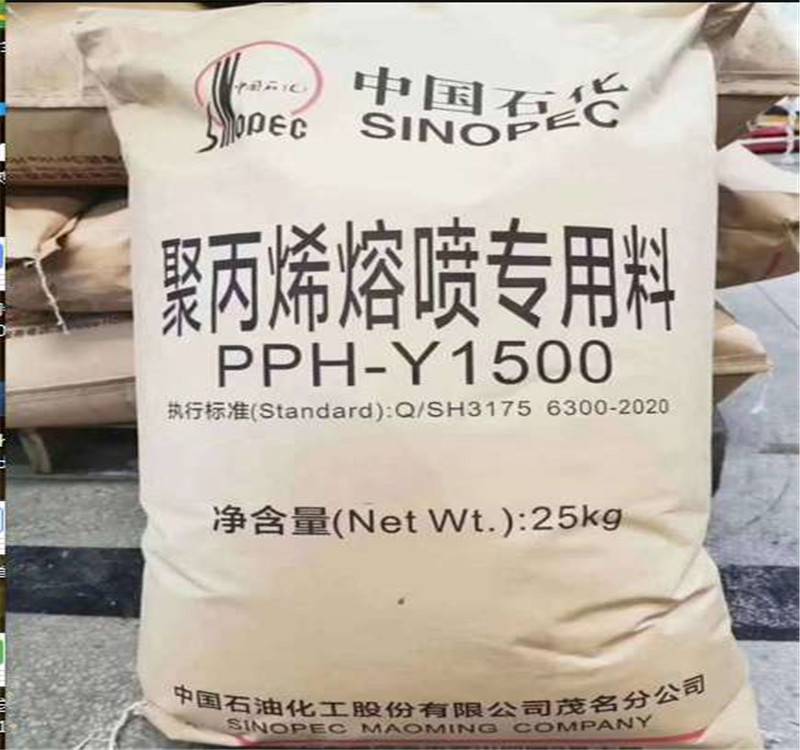 中国石化
SINOPEC
中国石化
SINOPEC
聚丙烯熔喷专用料
PPH-Y1500
执行标准(Standard):Q/SH3175 6300-2020
净含量(Net Wt.):25kg
中国石油化工股份有限公司茂名分公司
SINOPEC MAOMING COMPANY